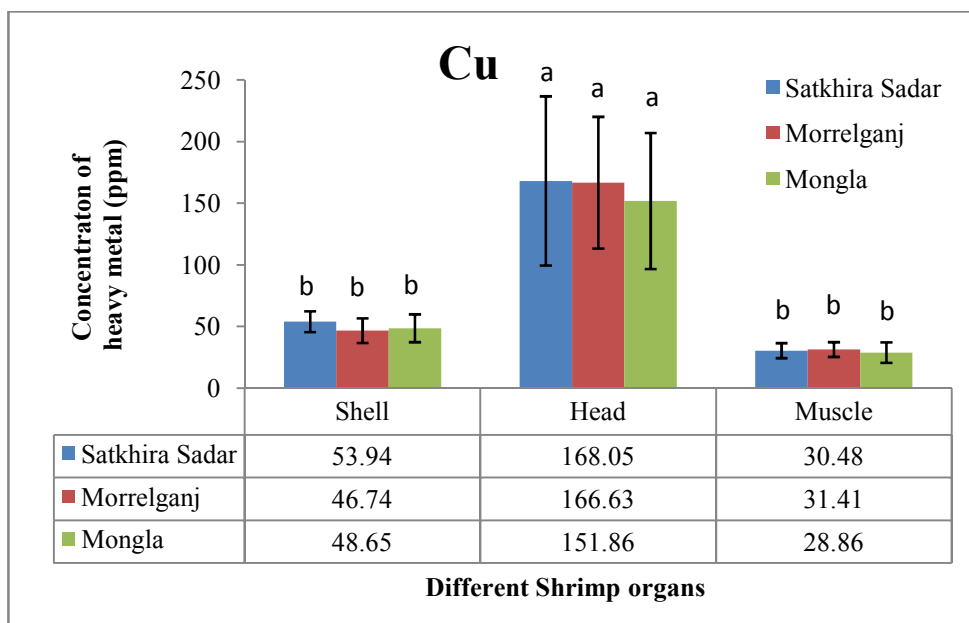 Cu
Concentraton of
heavy metal (ppm)
250
200
150
100
50
0
a
a
a
b
b
b
b
b
b
Satkhira Sadar
Morrelganj
Mongla
Shell Head Muscle
Satkhira Sadar 53.94 168.05 30.48
Morrelganj 46.74 166.63 31.41
Mongla 48.65 151.86 28.86
Different Shrimp organs